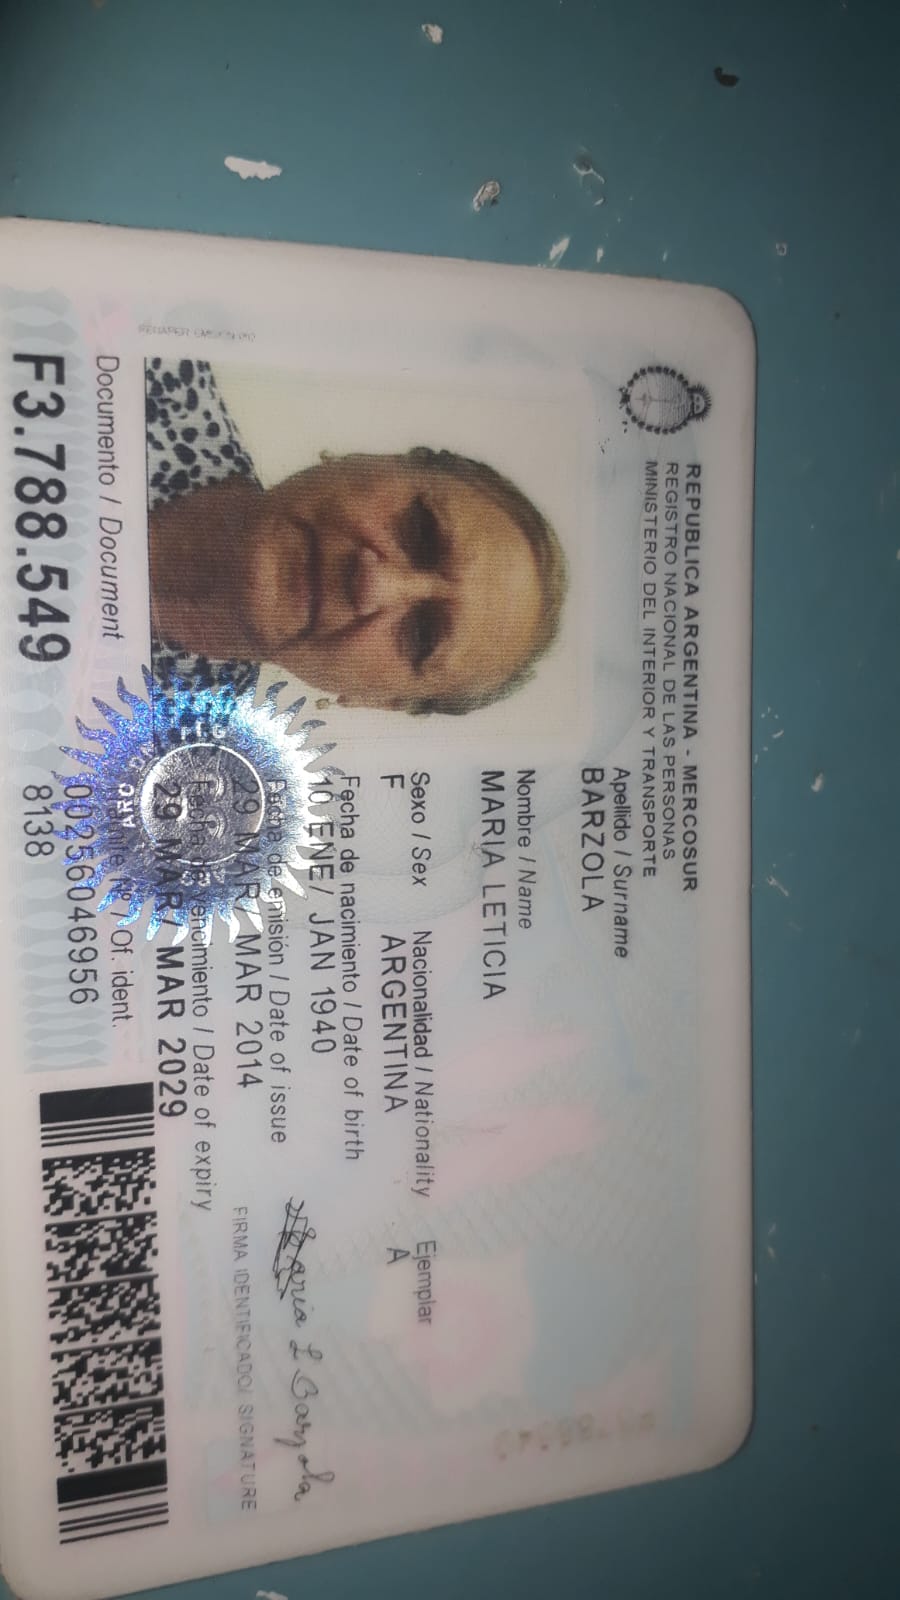 REPUBLICA ARGENTINA - MERCOSUR
REGISTRO NACIONAL DE LAS PERSONAS
MINISTERIO DEL INTERIOR Y TRANSPORTE
Apellido / Surname
BARZOLA
Nombre / Name
MARIA LETICIA
Sexo / Sex Nacionalidad / Nationality Ejemplar
F ARGENTINA A
Fecha de nacimiento / Date of birth
10 ENE/ JAN 1940
Fecha de emisión / Date of issue
29 MAR/ MAR 2014
Fecha de vencimiento / Date of expiry
29 MAR/ MAR 2029
Maria L Barzola
FIRMA IDENTIFICADO/ SIGNATURE
Documento / Document
F3.788.549
Trámite Nº / Of. ident.
00256046956
8138